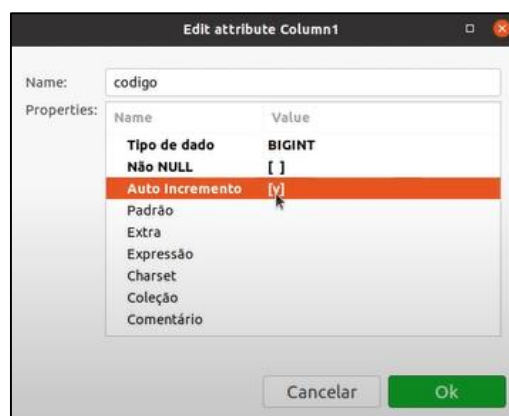 Edit attribute Column1
Name: codigo
Properties:
Name Value
Tipo de dado BIGINT
Não NULL [ ]
Auto Incremento [v]
Padrão
Extra
Expressão
Charset
Coleção
Comentário
Cancelar Ok